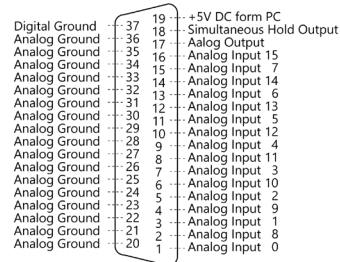 Digital Ground 37
Analog Ground 36
Analog Ground 35
Analog Ground 34
Analog Ground 33
Analog Ground 32
Analog Ground 31
Analog Ground 30
Analog Ground 29
Analog Ground 28
Analog Ground 27
Analog Ground 26
Analog Ground 25
Analog Ground 24
Analog Ground 23
Analog Ground 22
Analog Ground 21
Analog Ground 20
19 +5V DC form PC
18 Simultaneous Hold Output
17 Aalog Output
16 Analog Input 15
15 Analog Input 7
14 Analog Input 14
13 Analog Input 6
12 Analog Input 13
11 Analog Input 5
10 Analog Input 12
9 Analog Input 4
8 Analog Input 11
7 Analog Input 3
6 Analog Input 10
5 Analog Input 2
4 Analog Input 9
3 Analog Input 1
2 Analog Input 8
1 Analog Input 0